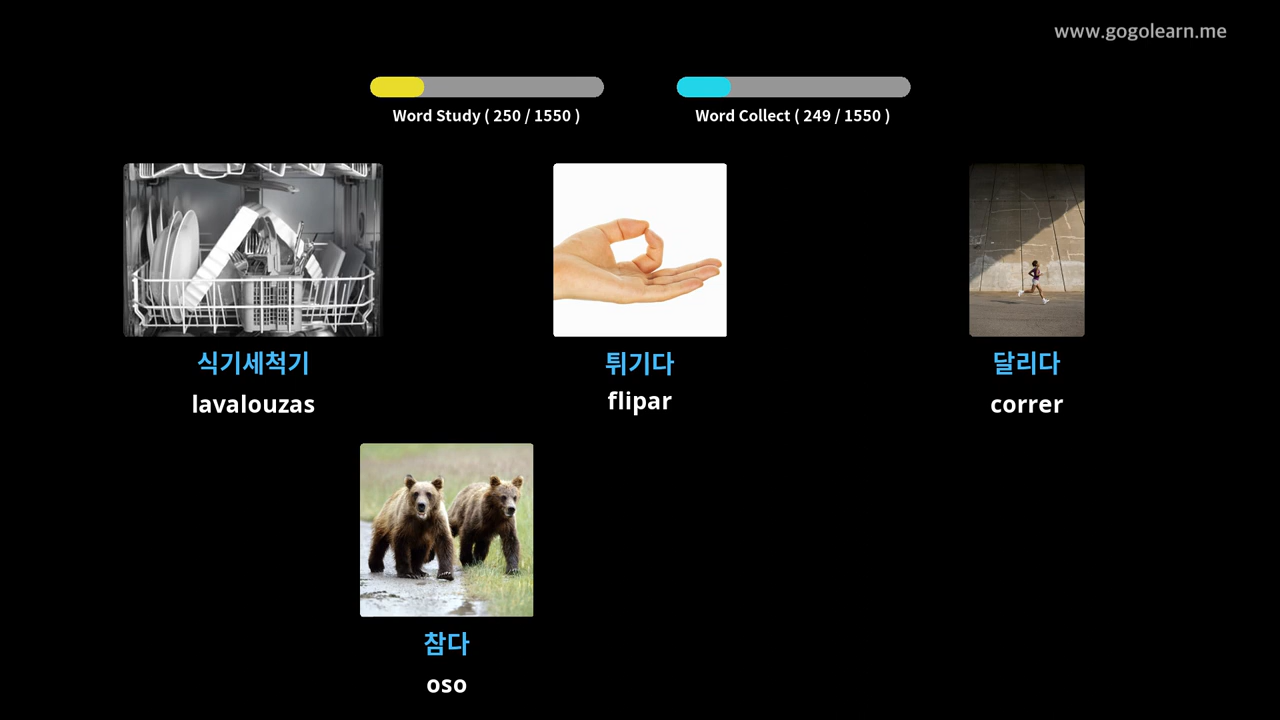 www.gogolearn.me
Word Study ( 250 / 1550 )
Word Collect ( 249 / 1550 )
식기세척기
튀기다
달리다
lavalouzas
flipar
correr
참다
oso